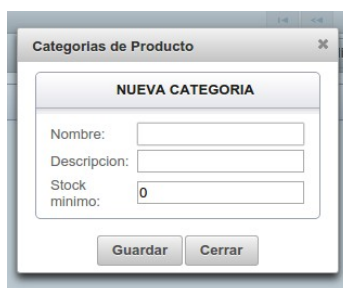 Categorias de Producto
NUEVA CATEGORIA
Nombre:
Descripcion:
Stock
minimo:
0
Guardar Cerrar